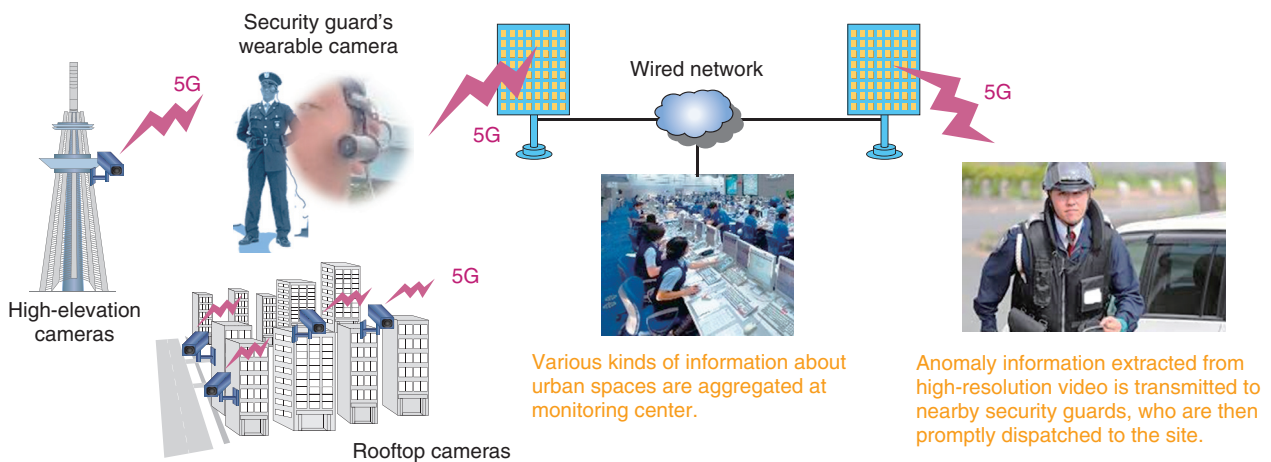 Security guard's
wearable camera
5G
5G
Wired network
5G
High-elevation
cameras
5G
Rooftop cameras
Various kinds of information about
urban spaces are aggregated at
monitoring center.
Anomaly information extracted from
high-resolution video is transmitted to
nearby security guards, who are then
promptly dispatched to the site.